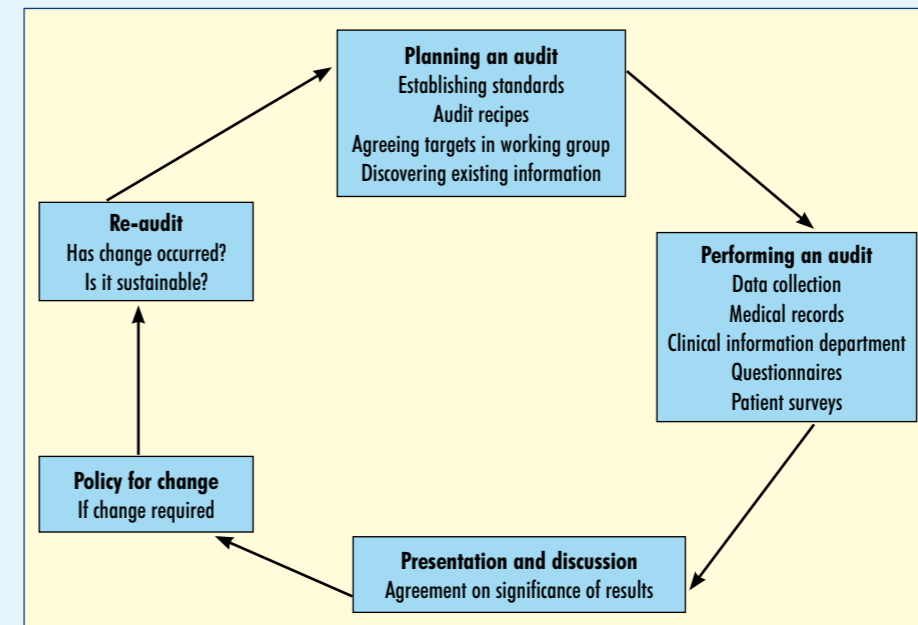 Planning an audit
Establishing standards
Audit recipes
Agreeing targets in working group
Discovering existing information
Performing an audit
Data collection
Medical records
Clinical information department
Questionnaires
Patient surveys
Presentation and discussion
Agreement on significance of results
Policy for change
If change required
Re-audit
Has change occurred?
Is it sustainable?